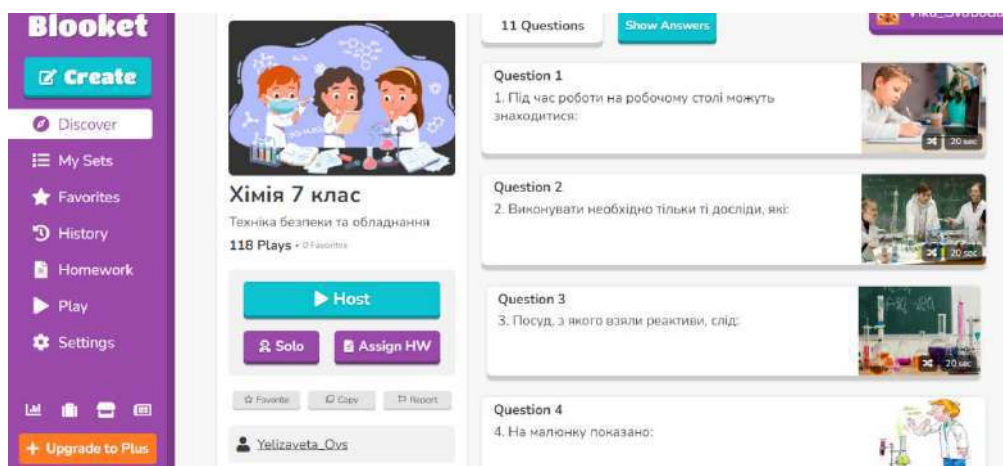 Blooket
Create
Discover
My Sets
Favorites
History
Homework
Play
Settings
Upgrade to Plus
Хімія 7 клас
Техніка безпеки та обладнання
118 Plays • 0 Favorites
Host
Solo
Assign HW
Favorite
Copy
Report
Yelizaveta_Ovs
11 Questions
Show Answers
Question 1
1. Під час роботи на робочому столі можуть
знаходитися:
20 sec
Question 2
2. Виконувати необхідно тільки ті досліди, які:
20 sec
Question 3
3. Посуд, з якого взяли реактиви, слід:
20 sec
Question 4
4. На малюнку показано: